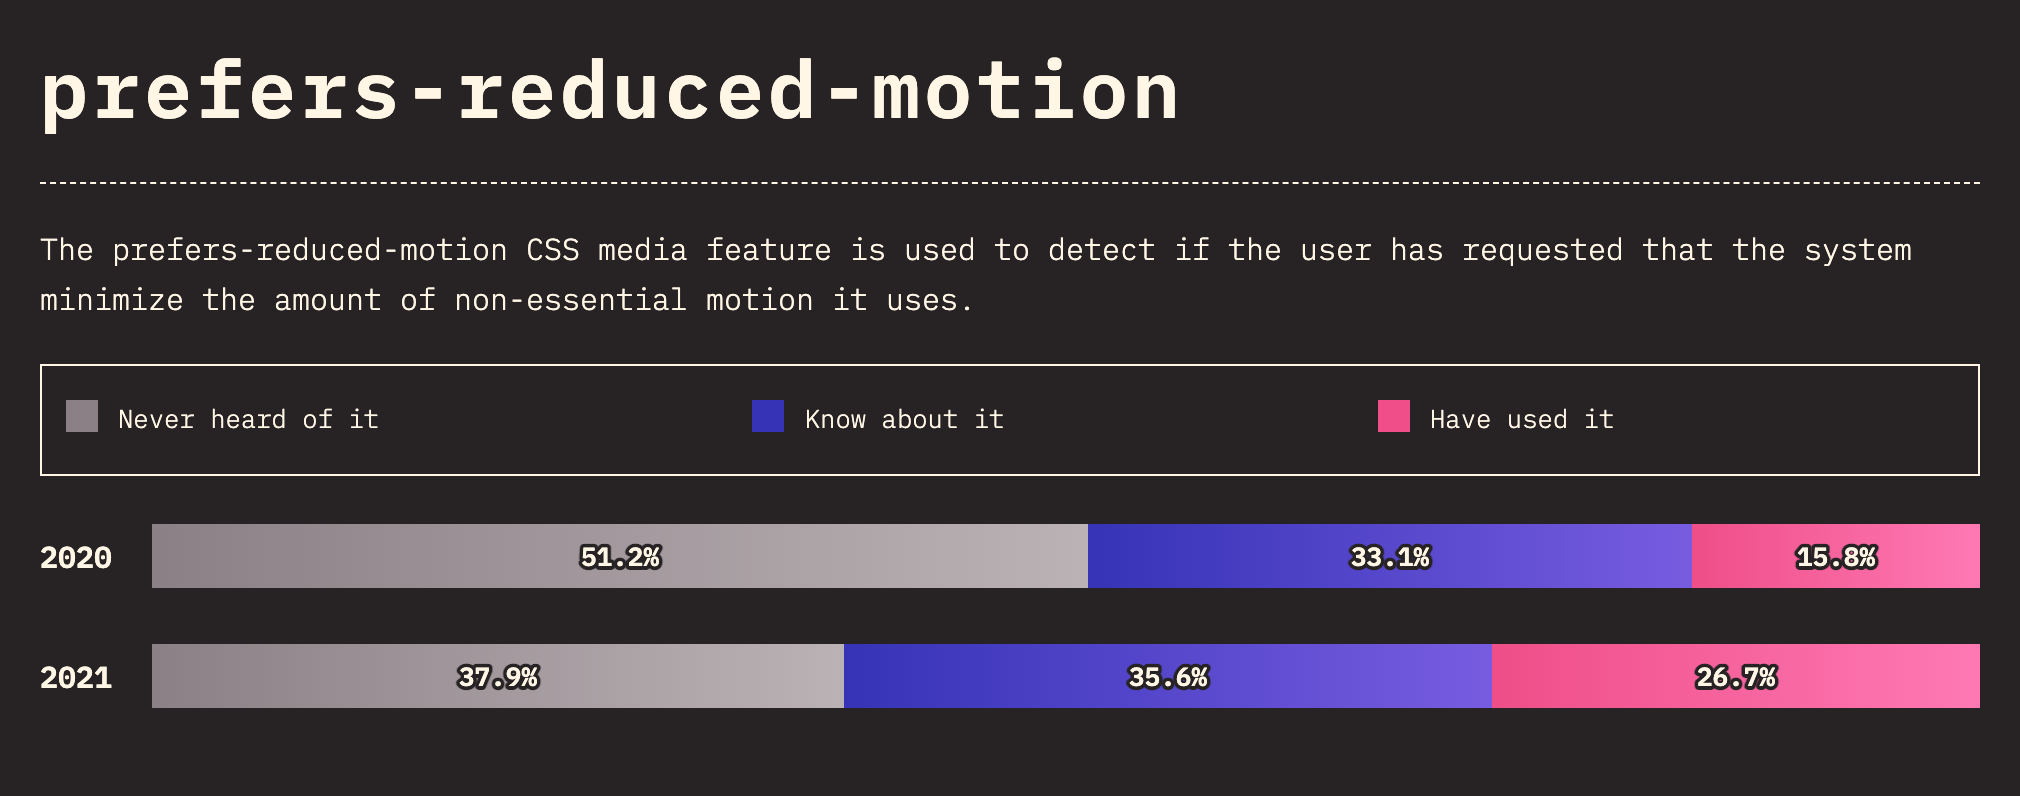 prefers-reduced-motion
The prefers-reduced-motion CSS media feature is used to detect if the user has requested that the system
minimize the amount of non-essential motion it uses.
Never heard of it Know about it Have used it
2020 51.2% 33.1% 15.8%
2021 37.9% 35.6% 26.7%